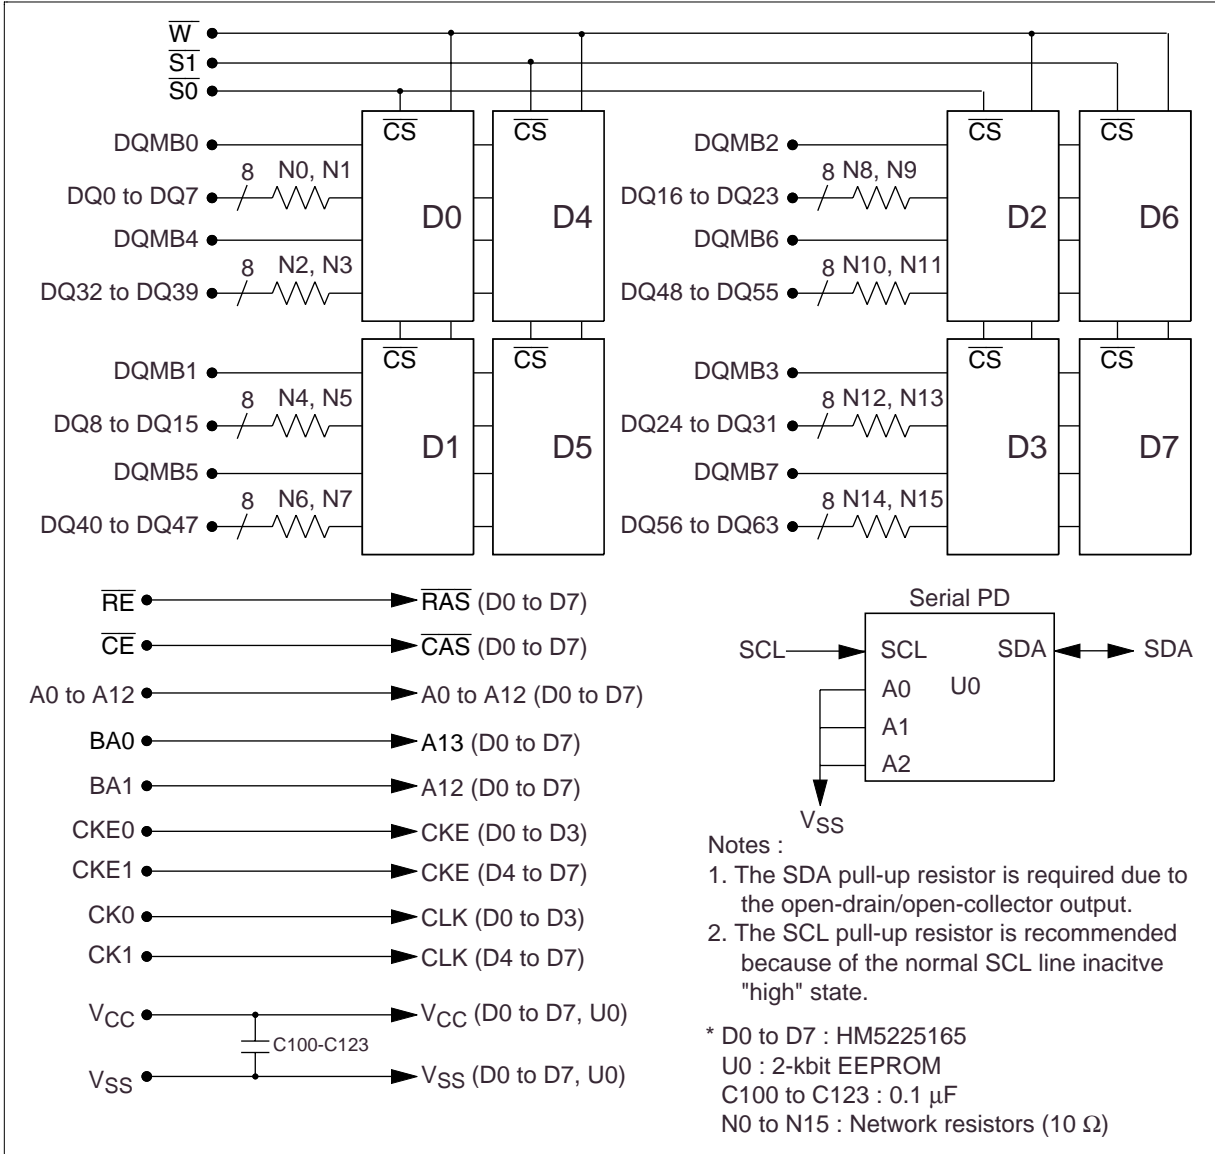 W
S1
S0
CS CS CS CS
DQMB0 DQMB2
8 N0, N1 8 N8, N9
DQ0 to DQ7 DQ16 to DQ23
D0 D4 D2 D6
DQMB4 DQMB6
8 N2, N3 8 N10, N11
DQ32 to DQ39 DQ48 to DQ55
CS CS CS CS
DQMB1 DQMB3
8 N4, N5 8 N12, N13
DQ8 to DQ15 DQ24 to DQ31
D1 D5 D3 D7
DQMB5 DQMB7
8 N6, N7 8 N14, N15
DQ40 to DQ47 DQ56 to DQ63
RE RAS (D0 to D7)
CE CAS (D0 to D7)
A0 to A12 A0 to A12 (D0 to D7)
BA0 A13 (D0 to D7)
BA1 A12 (D0 to D7)
CKE0 CKE (D0 to D3)
CKE1 CKE (D4 to D7)
CK0 CLK (D0 to D3)
CK1 CLK (D4 to D7)
VCC VCC (D0 to D7, U0)
C100-C123
VSS VSS (D0 to D7, U0)
Serial PD
SCL SCL SDA SDA
A0 U0
A1
A2
VSS
Notes :
1. The SDA pull-up resistor is required due to
the open-drain/open-collector output.
2. The SCL pull-up resistor is recommended
because of the normal SCL line inacitve
"high" state.
* D0 to D7 : HM5225165
U0 : 2-kbit EEPROM
C100 to C123 : 0.1 μF
N0 to N15 : Network resistors (10 Ω)